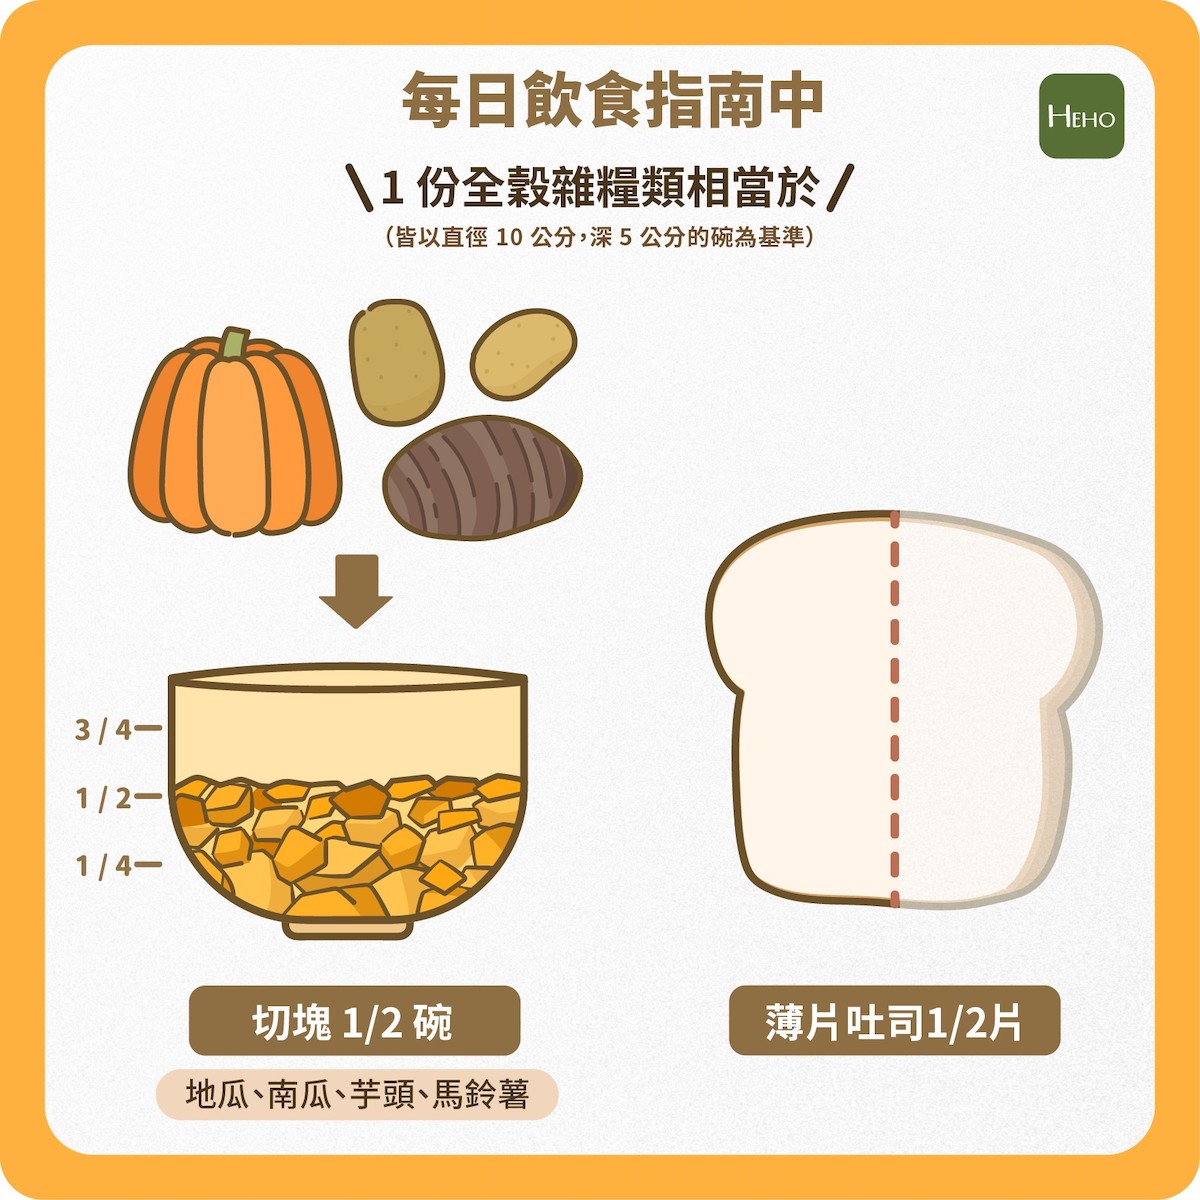 每日飲食指南中
HEHO
1 份全穀雜糧類相當於
（皆以直徑 10 公分，深 5 公分的碗為基準）
3 / 4
1 / 2
1 / 4
切塊 1/2 碗
地瓜、南瓜、芋頭、馬鈴薯
薄片吐司1/2片